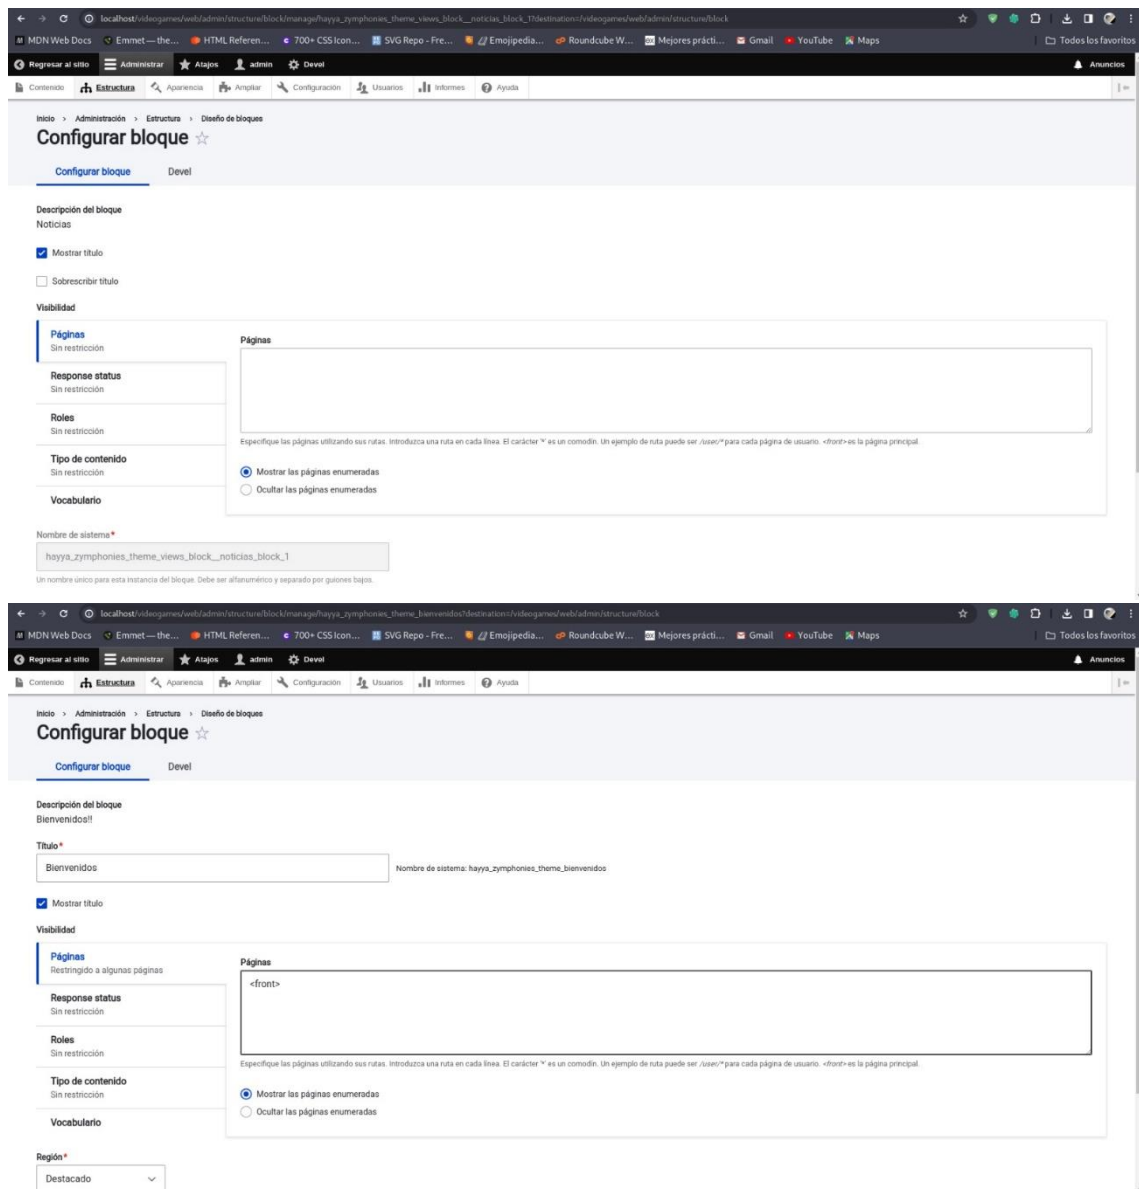 localhost/videogames/web/admin/structure/block/manage/hayya_zymphonies_theme_views_block__noticias_block_1?destination=/videogames/web/admin/structure/block
MDN Web Docs Emmet — the... HTML Referen... 700+ CSS Icon... SVG Repo - Fre... Emojipedia... Roundcube W... Mejores prácti... Gmail YouTube Maps Todos los favoritos
Regresar al sitio Administrar Atajos admin Devel Anuncios
Contenido Estructura Apariencia Ampliar Configuración Usuarios Informes Ayuda
Inicio > Administración > Estructura > Diseño de bloques
Configurar bloque
Configurar bloque Devel
Descripción del bloque
Noticias
Mostrar título
Sobrescribir título
Visibilidad
Páginas
Sin restricción
Response status
Sin restricción
Roles
Sin restricción
Tipo de contenido
Sin restricción
Vocabulario
Páginas
Especifique las páginas utilizando sus rutas. Introduzca una ruta en cada línea. El carácter '*' es un comodín. Un ejemplo de ruta puede ser /user/* para cada página de usuario. <front> es la página principal.
Mostrar las páginas enumeradas
Ocultar las páginas enumeradas
Nombre de sistema*
hayya_zymphonies_theme_views_block__noticias_block_1
Un nombre único para esta instancia del bloque. Debe ser alfanumérico y separado por guiones bajos.
localhost/videogames/web/admin/structure/block/manage/hayya_zymphonies_theme_bienvenidos?destination=/videogames/web/admin/structure/block
MDN Web Docs Emmet — the... HTML Referen... 700+ CSS Icon... SVG Repo - Fre... Emojipedia... Roundcube W... Mejores prácti... Gmail YouTube Maps Todos los favoritos
Regresar al sitio Administrar Atajos admin Devel Anuncios
Contenido Estructura Apariencia Ampliar Configuración Usuarios Informes Ayuda
Inicio > Administración > Estructura > Diseño de bloques
Configurar bloque
Configurar bloque Devel
Descripción del bloque
Bienvenidos!!
Título*
Bienvenidos Nombre de sistema: hayya_zymphonies_theme_bienvenidos
Mostrar título
Visibilidad
Páginas
Restringido a algunas páginas
Response status
Sin restricción
Roles
Sin restricción
Tipo de contenido
Sin restricción
Vocabulario
Páginas
<front>
Especifique las páginas utilizando sus rutas. Introduzca una ruta en cada línea. El carácter '*' es un comodín. Un ejemplo de ruta puede ser /user/* para cada página de usuario. <front> es la página principal.
Mostrar las páginas enumeradas
Ocultar las páginas enumeradas
Región*
Destacado